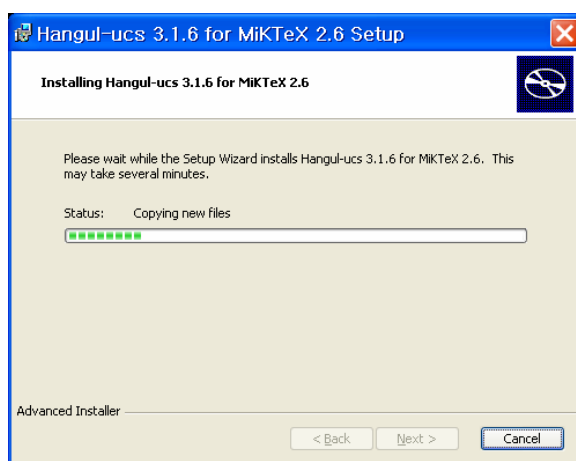 Hangul-ucs 3.1.6 for MiKTeX 2.6 Setup
Installing Hangul-ucs 3.1.6 for MiKTeX 2.6
Please wait while the Setup Wizard installs Hangul-ucs 3.1.6 for MiKTeX 2.6. This
may take several minutes.
Status: Copying new files
Advanced Installer
< Back Next > Cancel